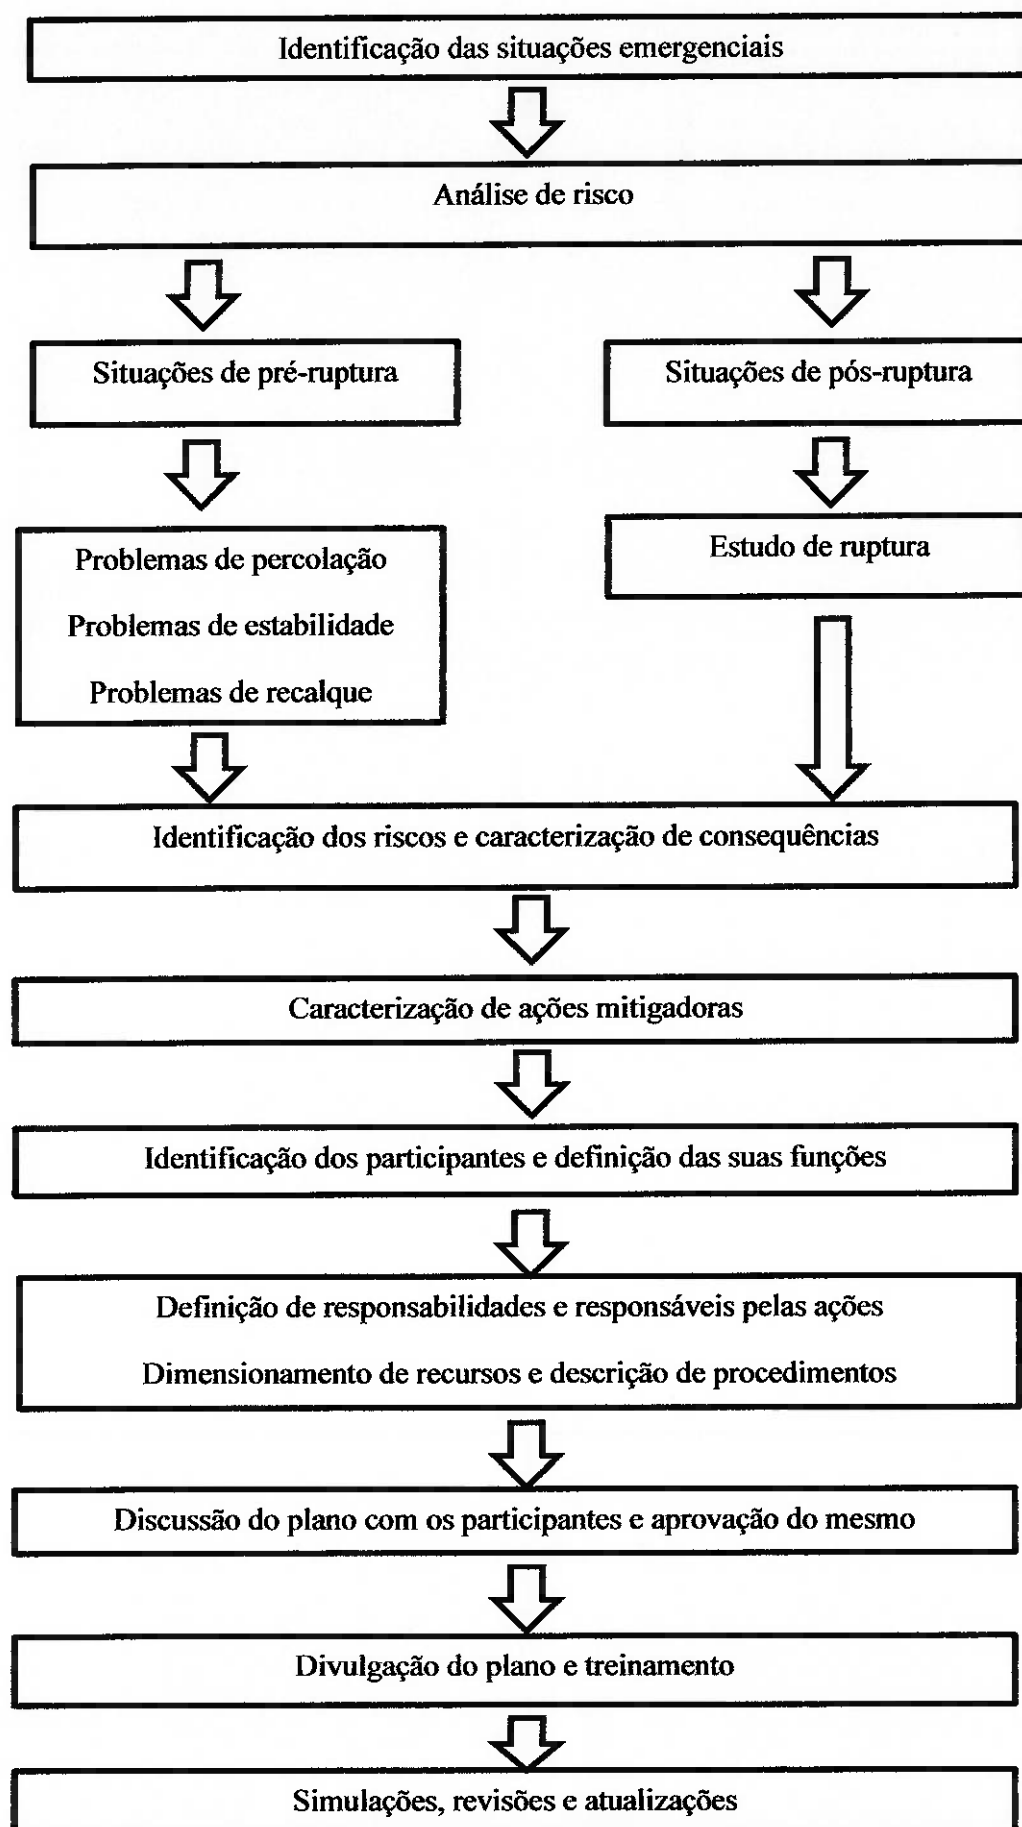 Identificação das situações emergenciais
Análise de risco
Situações de pré-ruptura
Situações de pós-ruptura
Problemas de percolação
Problemas de estabilidade
Problemas de recalque
Estudo de ruptura
Identificação dos riscos e caracterização de consequências
Caracterização de ações mitigadoras
Identificação dos participantes e definição das suas funções
Definição de responsabilidades e responsáveis pelas ações
Dimensionamento de recursos e descrição de procedimentos
Discussão do plano com os participantes e aprovação do mesmo
Divulgação do plano e treinamento
Simulações, revisões e atualizações